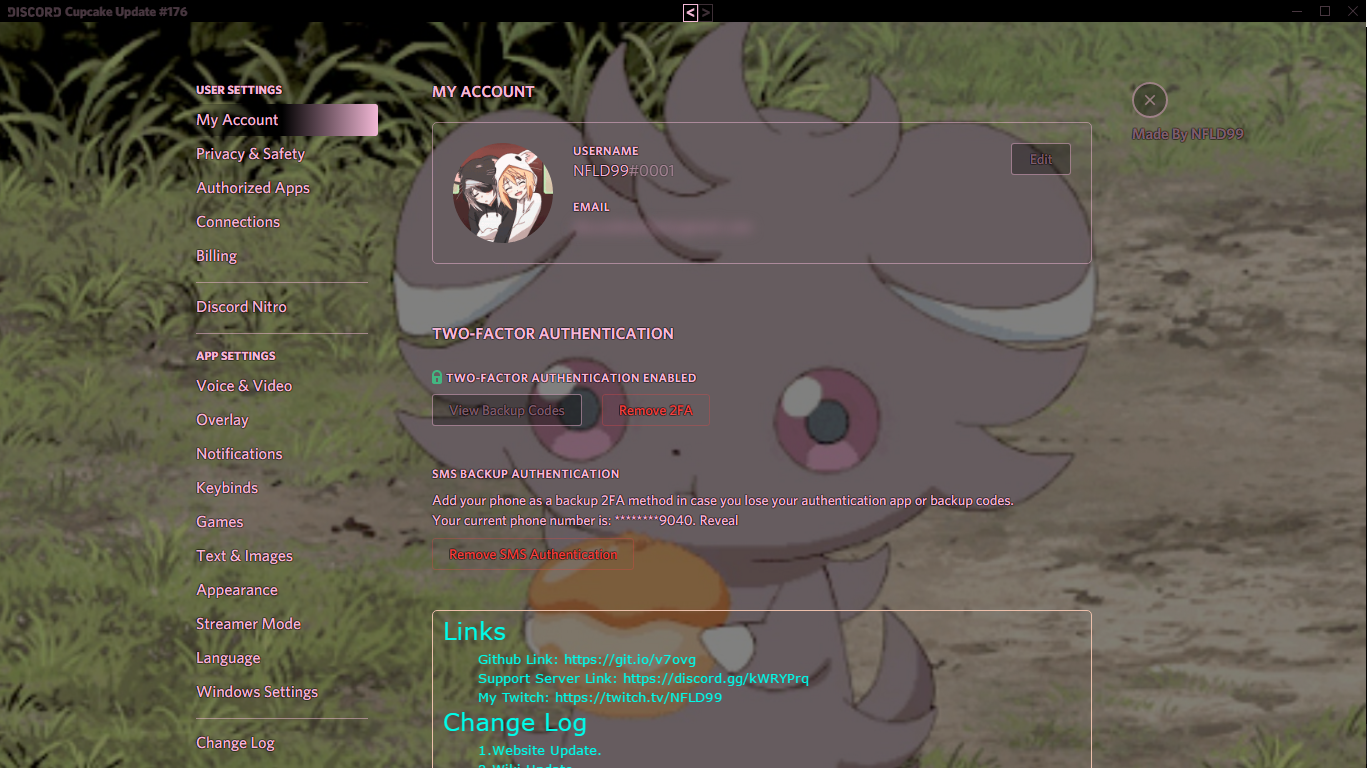 DISCORD Cupcake Update #176
< >
USER SETTINGS
My Account
Privacy & Safety
Authorized Apps
Connections
Billing
Discord Nitro
APP SETTINGS
Voice & Video
Overlay
Notifications
Keybinds
Games
Text & Images
Appearance
Streamer Mode
Language
Windows Settings
Change Log
MY ACCOUNT
USERNAME
NFLD99#0001
Edit
EMAIL
TWO-FACTOR AUTHENTICATION
TWO-FACTOR AUTHENTICATION ENABLED
View Backup Codes
Remove 2FA
SMS BACKUP AUTHENTICATION
Add your phone as a backup 2FA method in case you lose your authentication app or backup codes.
Your current phone number is: ********9040. Reveal
Remove SMS Authentication
Links
Github Link: https://git.io/v7ovg
Support Server Link: https://discord.gg/kWRYPrq
My Twitch: https://twitch.tv/NFLD99
Change Log
1.Website Update.
Made By NFLD99